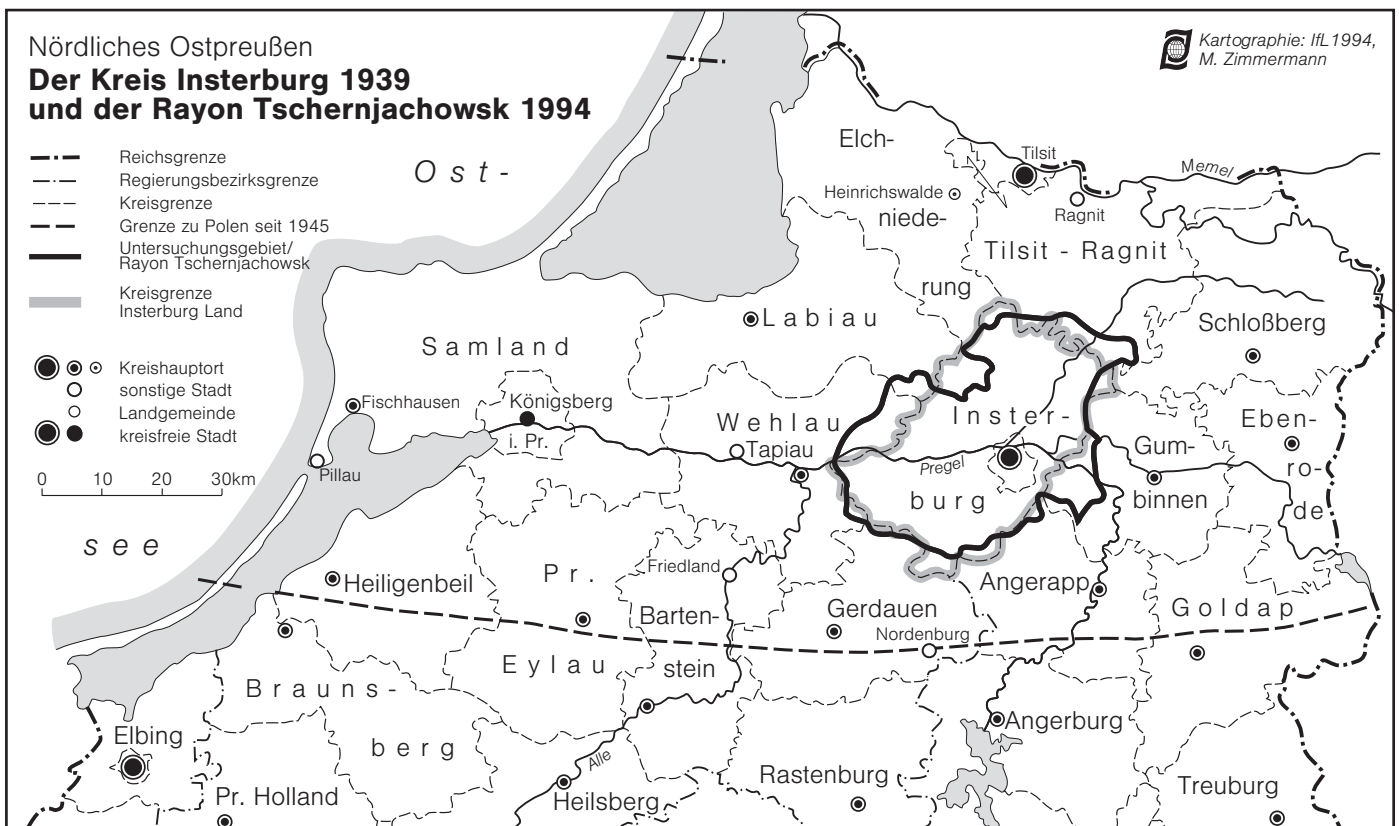 Nördliches Ostpreußen
Der Kreis Insterburg 1939
und der Rayon Tschernjachowsk 1994
Kartographie: IfL1994,
M. Zimmermann
Reichsgrenze
Regierungsbezirksgrenze
Kreisgrenze
Grenze zu Polen seit 1945
Untersuchungsgebiet/
Rayon Tschernjachowsk
Kreisgrenze
Insterburg Land
Kreishauptort
sonstige Stadt
Landgemeinde
kreisfreie Stadt
0 10 20 30km
Ost-
see
Elch-
Tilsit
Memel
Heinrichswalde
niede-
Ragnit
Tilsit - Ragnit
rung
Labiau
Schloßberg
Samland
Fischhausen
Königsberg
i. Pr.
Wehlau
Tapiau
Inster-
Eben-
Gum-
Pregel
ro-
Pillau
burg
binnen
de
Friedland
Heiligenbeil
Pr.
Angerapp
Barten-
Gerdauen
Goldap
Nordenburg
Eylau
stein
Brauns-
Angerburg
Elbing
berg
Alle
Rastenburg
Treuburg
Pr. Holland
Heilsberg